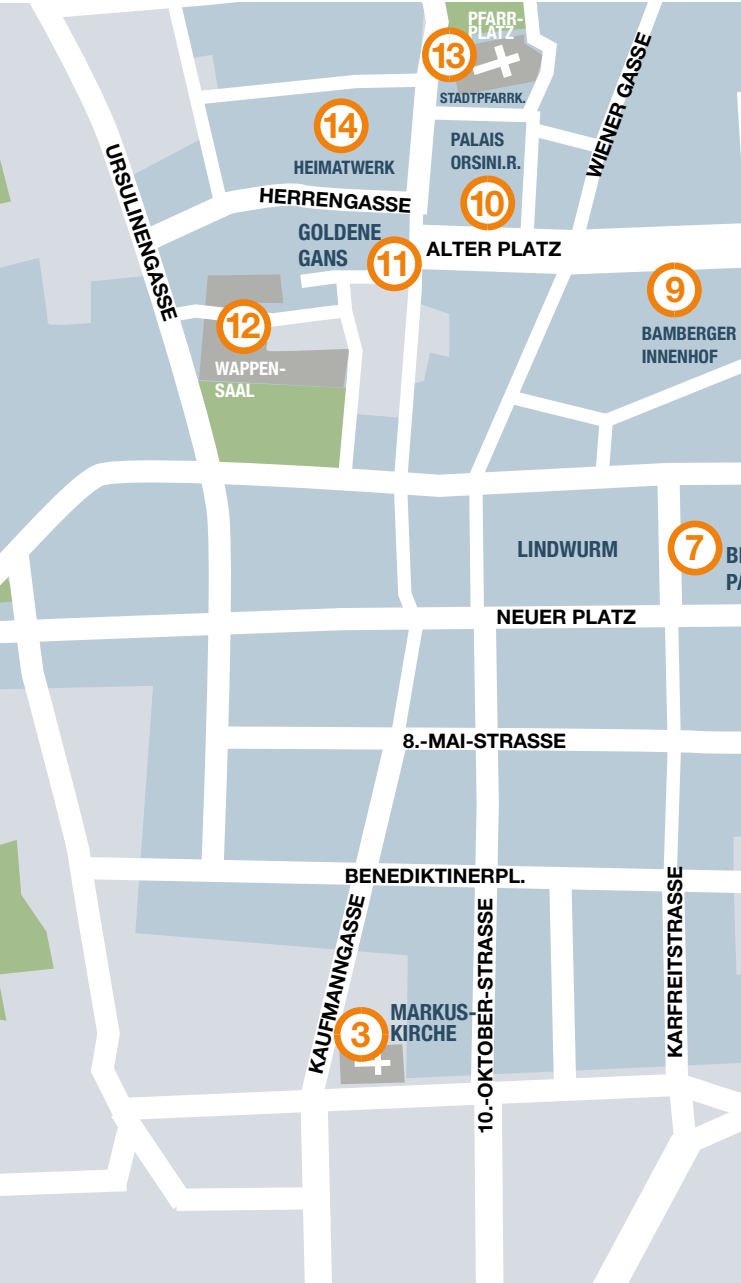 PFARR-
PLATZ
13
STADTPFARRK.
WIENER GASSE
14
HEIMATWERK
PALAIS
ORSINI.R.
10
URSULINENGASSE
HERRENGASSE
GOLDENE
GANS
11
ALTER PLATZ
9
BAMBERGER
INNENHOF
12
WAPPEN-
SAAL
LINDWURM
7
NEUER PLATZ
8.-MAI-STRASSE
BENEDIKTINERPL.
KAUFMANNGASSE
10.-OKTOBER-STRASSE
KARFREITSTRASSE
3
MARKUS-
KIRCHE